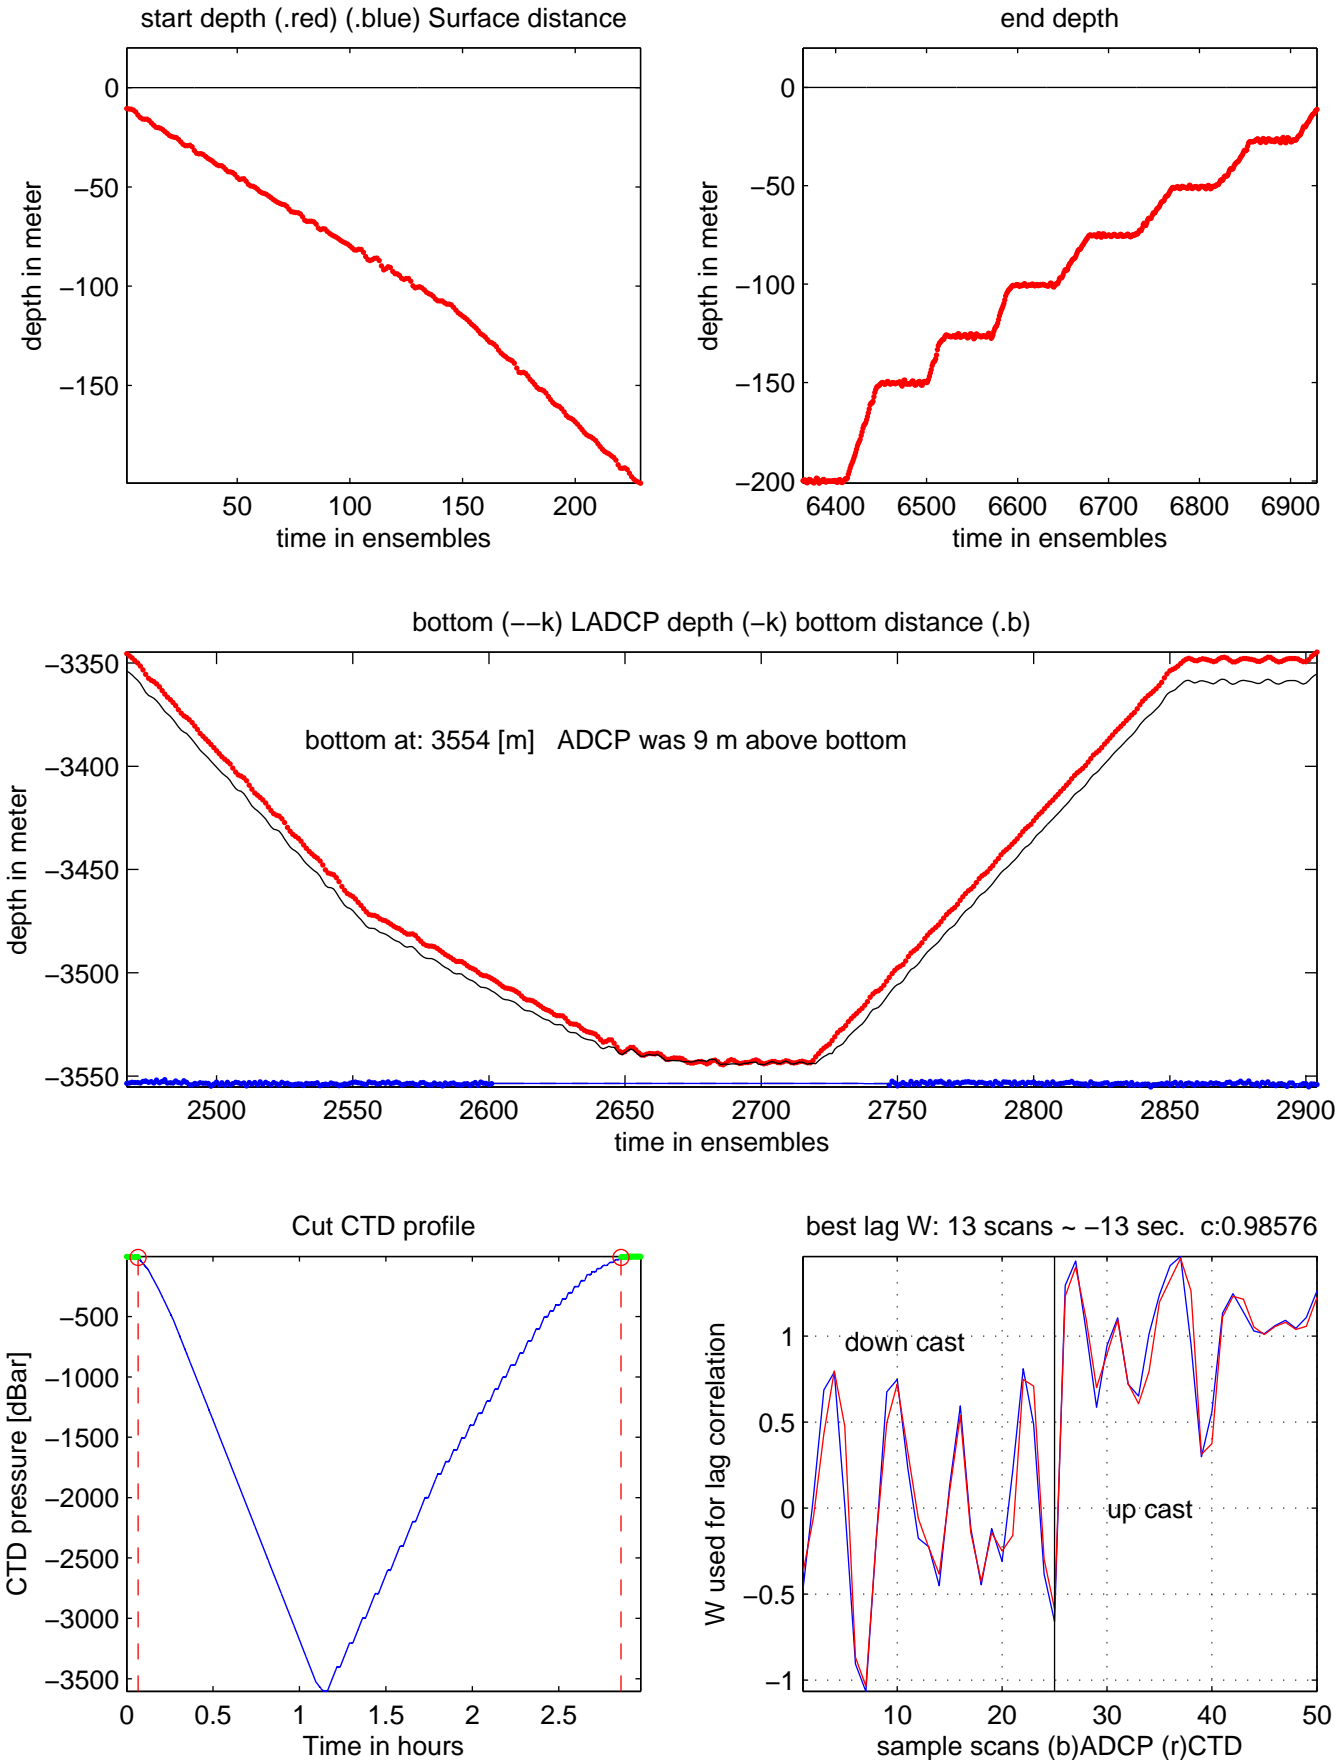 start depth (.red) (.blue) Surface distance
end depth
0
−50
−100
−150
depth in meter
50 100 150 200
time in ensembles
0
−50
−100
−150
−200
depth in meter
6400 6500 6600 6700 6800 6900
time in ensembles
bottom (−−k) LADCP depth (−k) bottom distance (.b)
−3350
−3400
−3450
−3500
−3550
depth in meter
bottom at: 3554 [m] ADCP was 9 m above bottom
2500 2550 2600 2650 2700 2750 2800 2850 2900
time in ensembles
Cut CTD profile
−500
−1000
−1500
−2000
−2500
−3000
−3500
CTD pressure [dBar]
0 0.5 1 1.5 2 2.5
Time in hours
best lag W: 13 scans ~ −13 sec. c:0.98576
1
0.5
0
−0.5
−1
W used for lag correlation
down cast
up cast
10 20 30 40 50
sample scans (b)ADCP (r)CTD